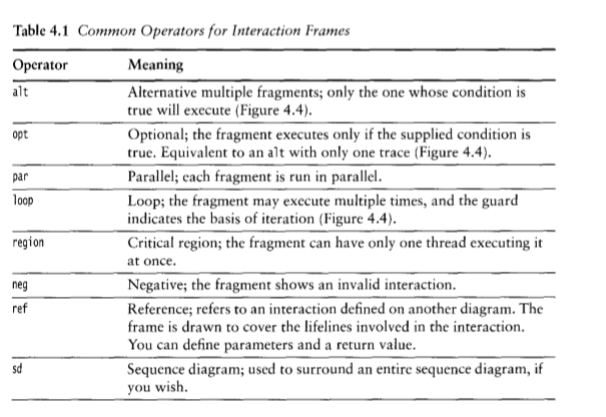 Table 4.1 Common Operators for Interaction Frames
Operator Meaning
alt Alternative multiple fragments; only the one whose condition is
true will execute (Figure 4.4).
opt Optional; the fragment executes only if the supplied condition is
true. Equivalent to an alt with only one trace (Figure 4.4).
par Parallel; each fragment is run in parallel.
loop Loop; the fragment may execute multiple times, and the guard
indicates the basis of iteration (Figure 4.4).
region Critical region; the fragment can have only one thread executing it
at once.
neg Negative; the fragment shows an invalid interaction.
ref Reference; refers to an interaction defined on another diagram. The
frame is drawn to cover the lifelines involved in the interaction.
You can define parameters and a return value.
sd Sequence diagram; used to surround an entire sequence diagram, if
you wish.